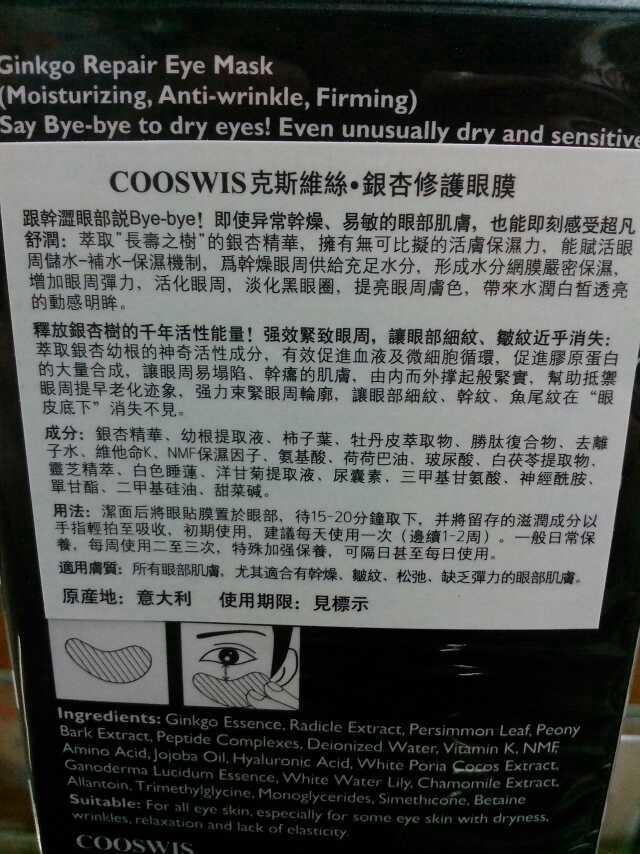 Ginkgo Repair Eye Mask
(Moisturizing, Anti-wrinkle, Firming)
Say Bye-bye to dry eyes! Even unusually dry and sensitive
COOSWIS克斯維絲•銀杏修護眼膜
跟幹澀眼部説Bye-bye！即使异常幹燥、易敏的眼部肌膚，也能即刻感受超凡
舒潤：萃取"長壽之樹"的銀杏精華，擁有無可比擬的活膚保濕力，能賦活眼
周儲水-補水-保濕機制，爲幹燥眼周供給充足水分，形成水分網膜嚴密保濕，
增加眼周彈力，活化眼周，淡化黑眼圈，提亮眼周膚色，帶來水潤白皙透亮
的動感明眸。
釋放銀杏樹的千年活性能量！强效緊致眼周，讓眼部細紋、皺紋近乎消失：
萃取銀杏幼根的神奇活性成分，有效促進血液及微細胞循環，促進膠原蛋白
的大量合成，讓眼周易塌陷、幹癟的肌膚，由内而外撑起般緊實，幫助抵禦
眼周提早老化迹象，强力束緊眼周輪廓，讓眼部細紋、幹紋、魚尾紋在“眼
皮底下”消失不見。
成分：銀杏精華、幼根提取液、柿子葉、牡丹皮萃取物、勝肽復合物、去離
子水、維他命K、NMF保濕因子、氨基酸、荷荷巴油、玻尿酸、白茯苓提取物、
靈芝精萃、白色睡蓮、洋甘菊提取液、尿囊素、三甲基甘氨酸、神經酰胺、
單甘酯、二甲基硅油、甜菜碱。
用法：潔面后將眼貼膜置於眼部，待15-20分鐘取下，并將留存的滋潤成分以
手指輕拍至吸收，初期使用，建議每天使用一次（邊續1-2周）。一般日常保
養，每周使用二至三次，特殊加强保養，可隔日甚至每日使用。
適用膚質：所有眼部肌膚，尤其適合有幹燥、皺紋、松弛、缺乏彈力的眼部肌膚。
原産地：意大利 使用期限：見標示
Ingredients: Ginkgo Essence, Radicle Extract, Persimmon Leaf, Peony
Bark Extract, Peptide Complexes, Deionized Water, Vitamin K, NMF,
Amino Acid, Jojoba Oil, Hyaluronic Acid, White Poria Cocos Extract,
Ganoderma Lucidum Essence, White Water Lily, Chamomile Extract,
Allantoin, Trimethylglycine, Monoglycerides, Simethicone, Betaine
Suitable: For all eye skin, especially for some eye skin with dryness,
wrinkles, relaxation and lack of elasticity.
COOSWIS